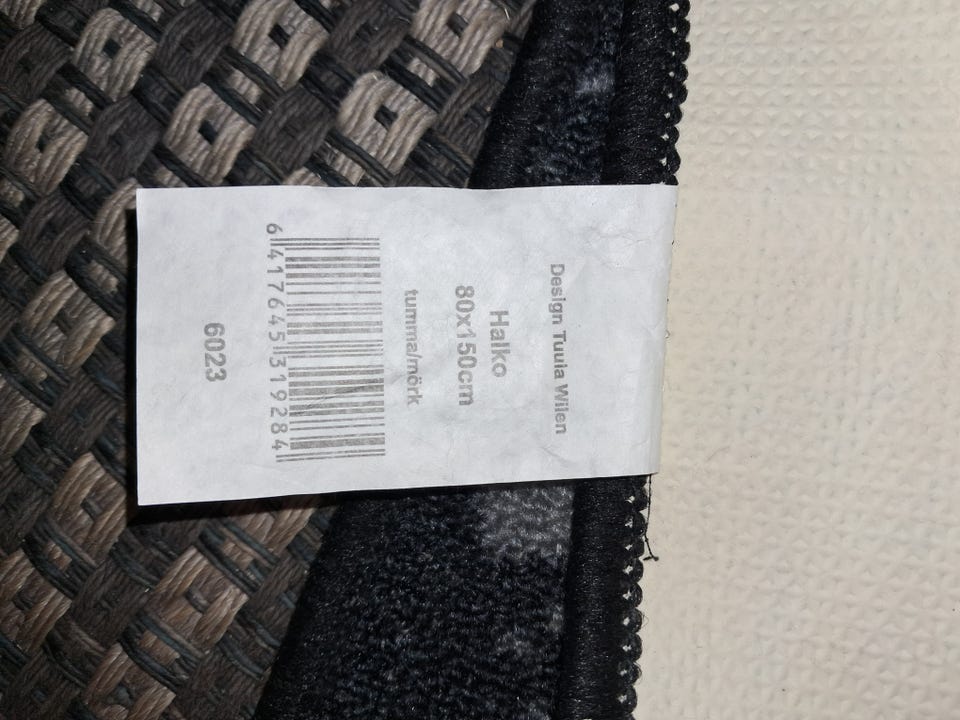 Design Tuula Wilen
Halko
80x150cm
tumma/mörk
6 417645 319284
6023